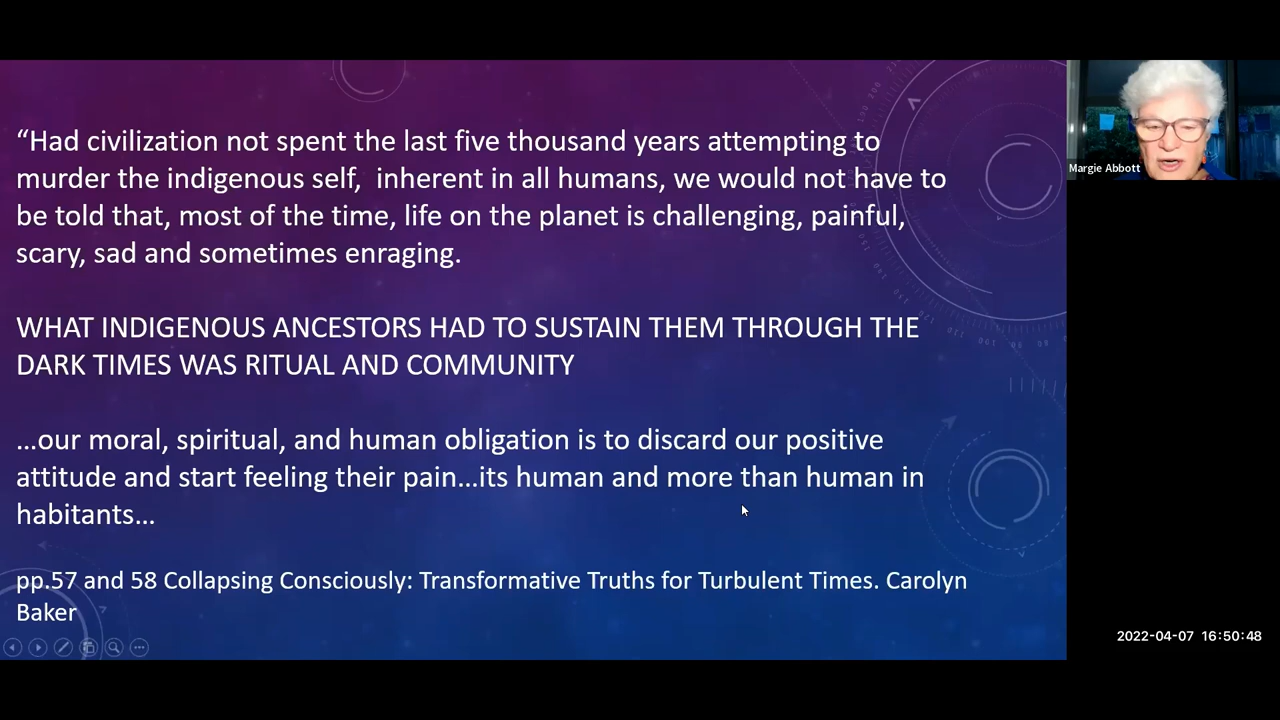 “Had civilization not spent the last five thousand years attempting to
murder the indigenous self,  inherent in all humans, we would not have to
be told that, most of the time, life on the planet is challenging, painful,
scary, sad and sometimes enraging.
WHAT INDIGENOUS ANCESTORS HAD TO SUSTAIN THEM THROUGH THE
DARK TIMES WAS RITUAL AND COMMUNITY
…our moral, spiritual, and human obligation is to discard our positive
attitude and start feeling their pain…its human and more than human in
habitants…
pp.57 and 58 Collapsing Consciously: Transformative Truths for Turbulent Times. Carolyn
Baker
Margie Abbott
2022-04-07 16:50:48